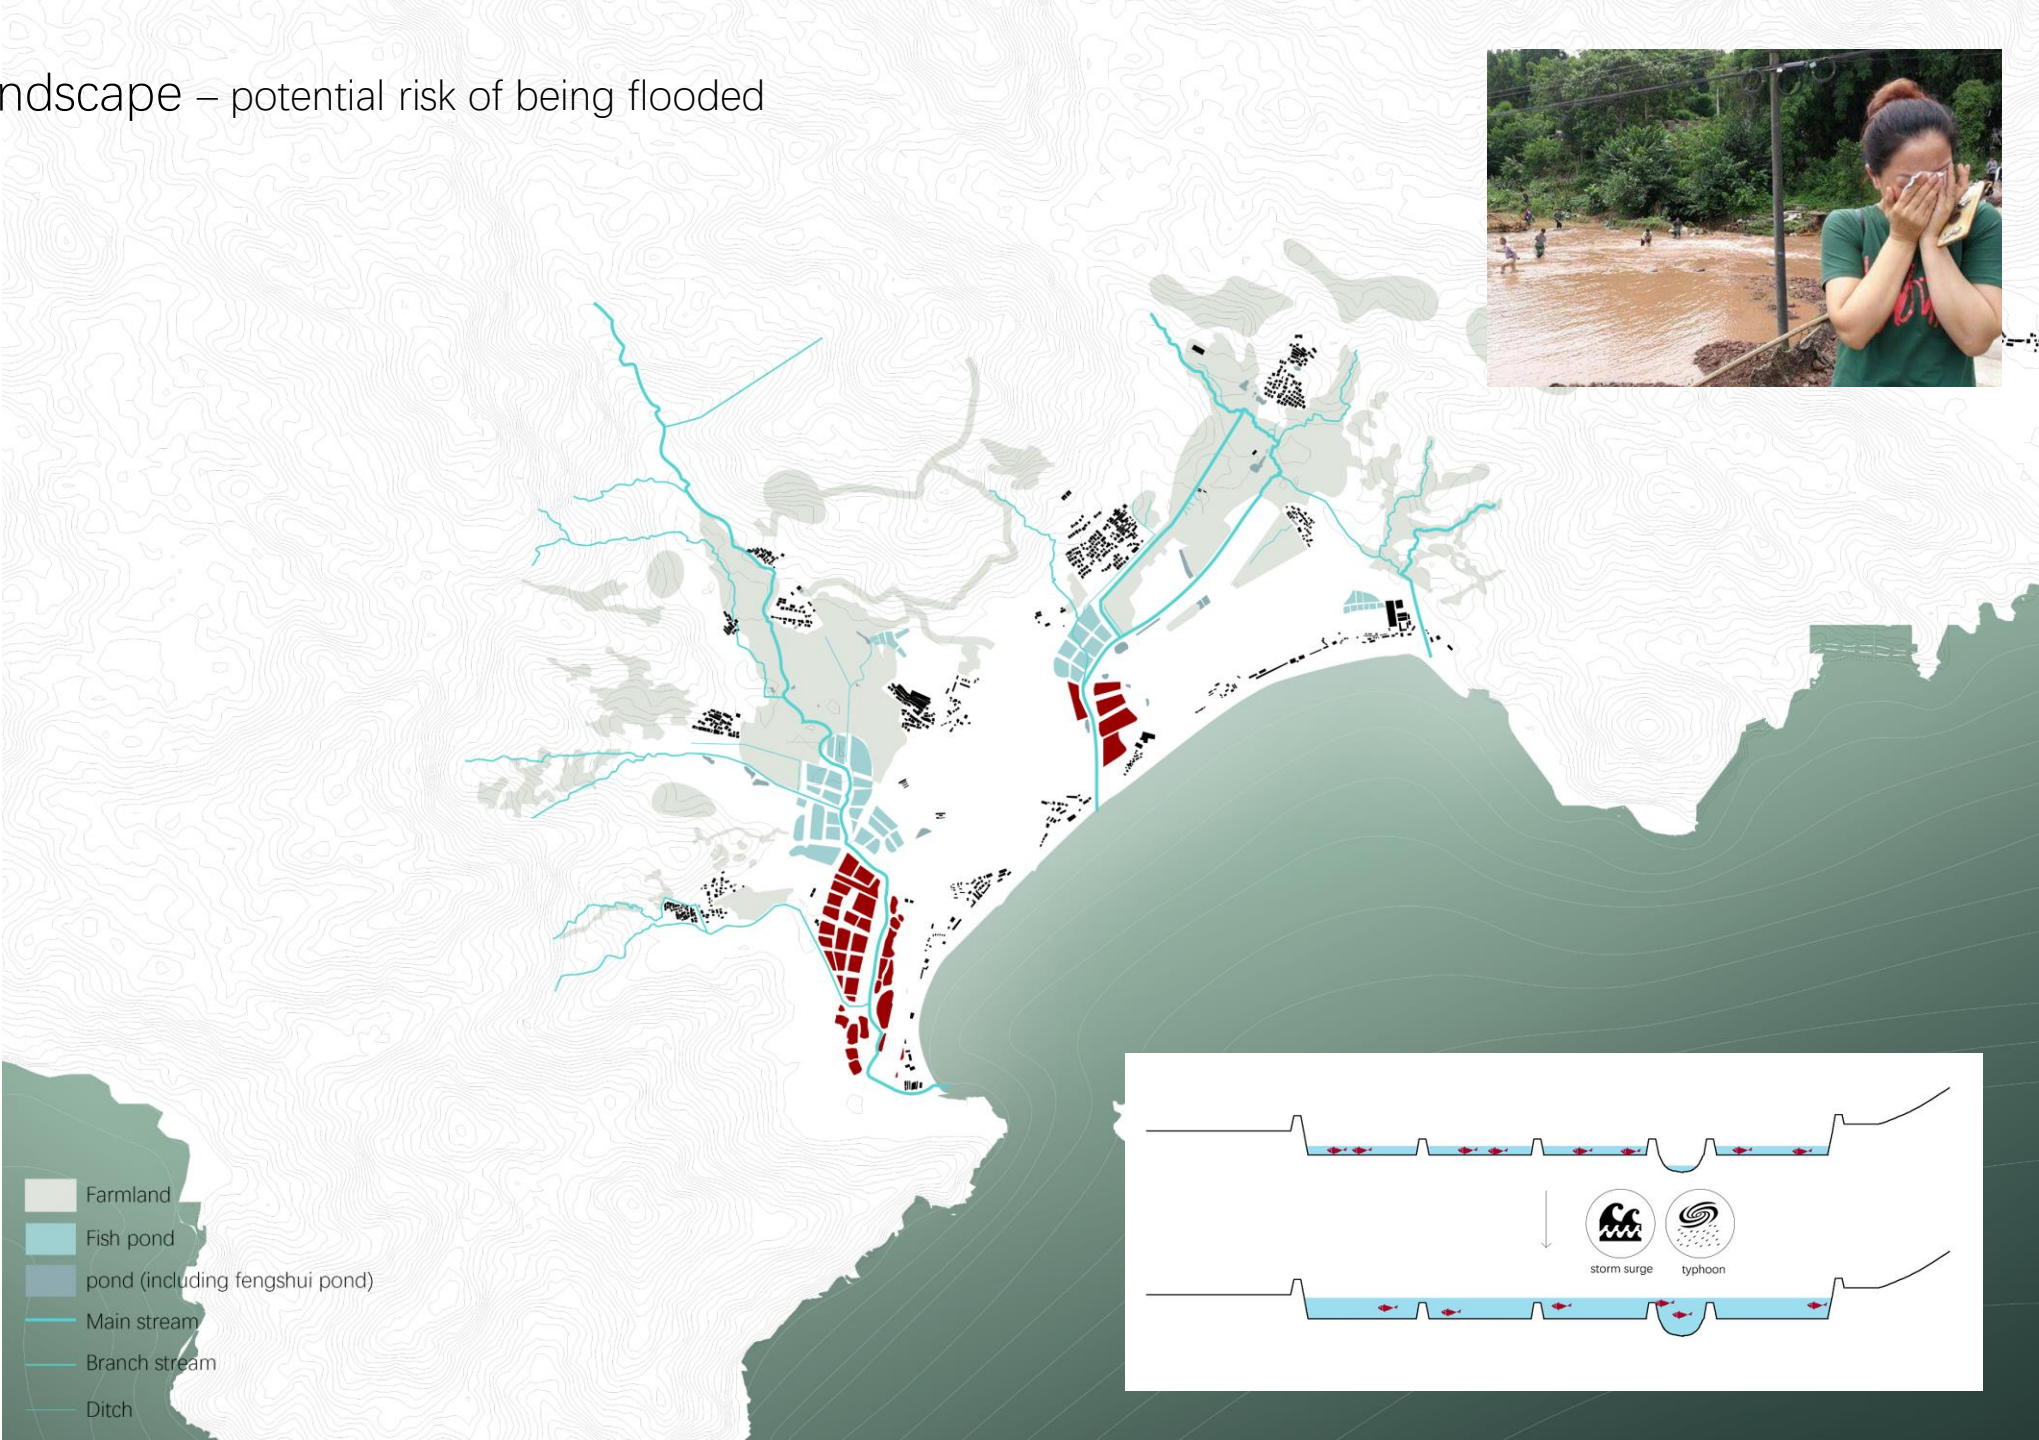 ndscape – potential risk of being flooded
Farmland
Fish pond
pond (including fengshui pond)
Main stream
Branch stream
Ditch
storm surge
typhoon